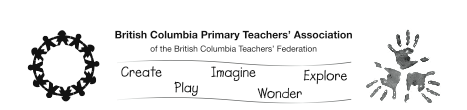 British Columbia Primary Teachers' Association
of the British Columbia Teachers' Federation
Create Imagine Explore
Play Wonder